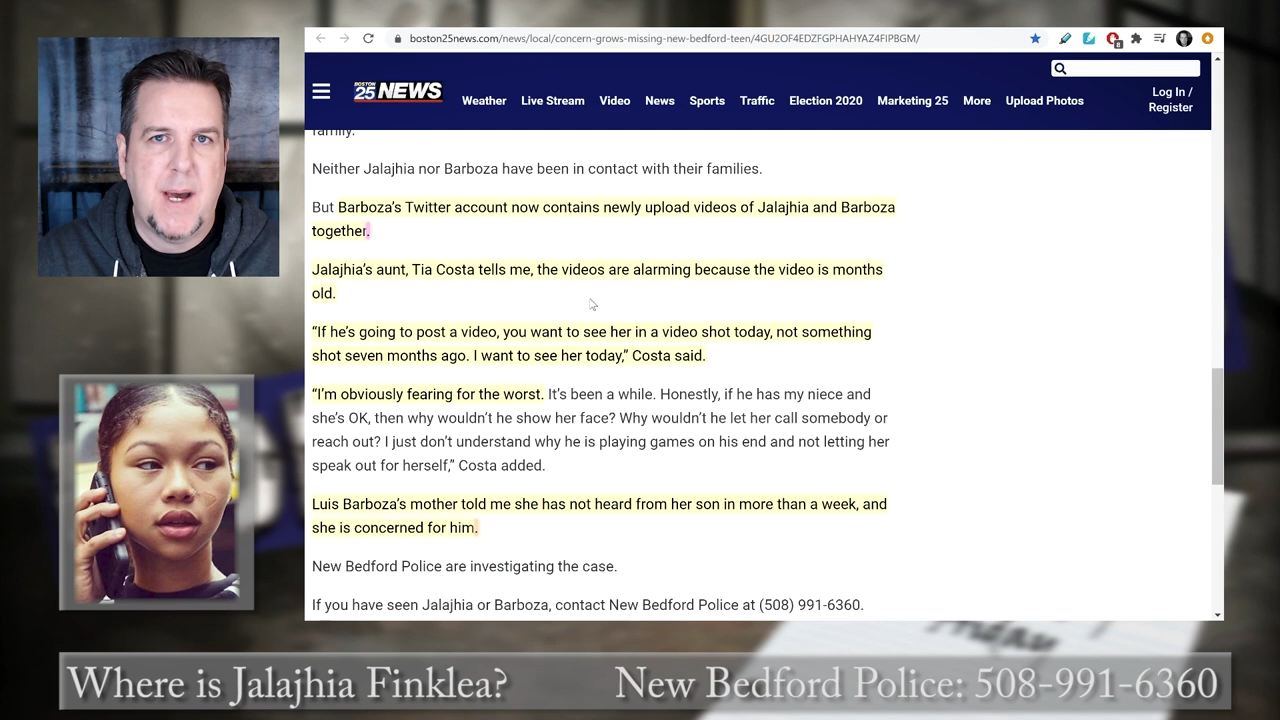 boston25news.com/news/local/concern-grows-missing-new-bedford-teen/4GU2OF4EDZFGPHAHYAZ4FIPBGM/
BOSTON
25 NEWS
Weather Live Stream Video News Sports Traffic Election 2020 Marketing 25 More Upload Photos
Log In /
Register
family.
Neither Jalajhia nor Barboza have been in contact with their families.
But Barboza’s Twitter account now contains newly upload videos of Jalajhia and Barboza
together.
Jalajhia’s aunt, Tia Costa tells me, the videos are alarming because the video is months
old.
“If he’s going to post a video, you want to see her in a video shot today, not something
shot seven months ago. I want to see her today,” Costa said.
“I’m obviously fearing for the worst. It’s been a while. Honestly, if he has my niece and
she’s OK, then why wouldn’t he show her face? Why wouldn’t he let her call somebody or
reach out? I just don’t understand why he is playing games on his end and not letting her
speak out for herself,” Costa added.
Luis Barboza’s mother told me she has not heard from her son in more than a week, and
she is concerned for him.
New Bedford Police are investigating the case.
If you have seen Jalajhia or Barboza, contact New Bedford Police at (508) 991-6360.
Friday
Where is Jalajhia Finklea? New Bedford Police: 508-991-6360